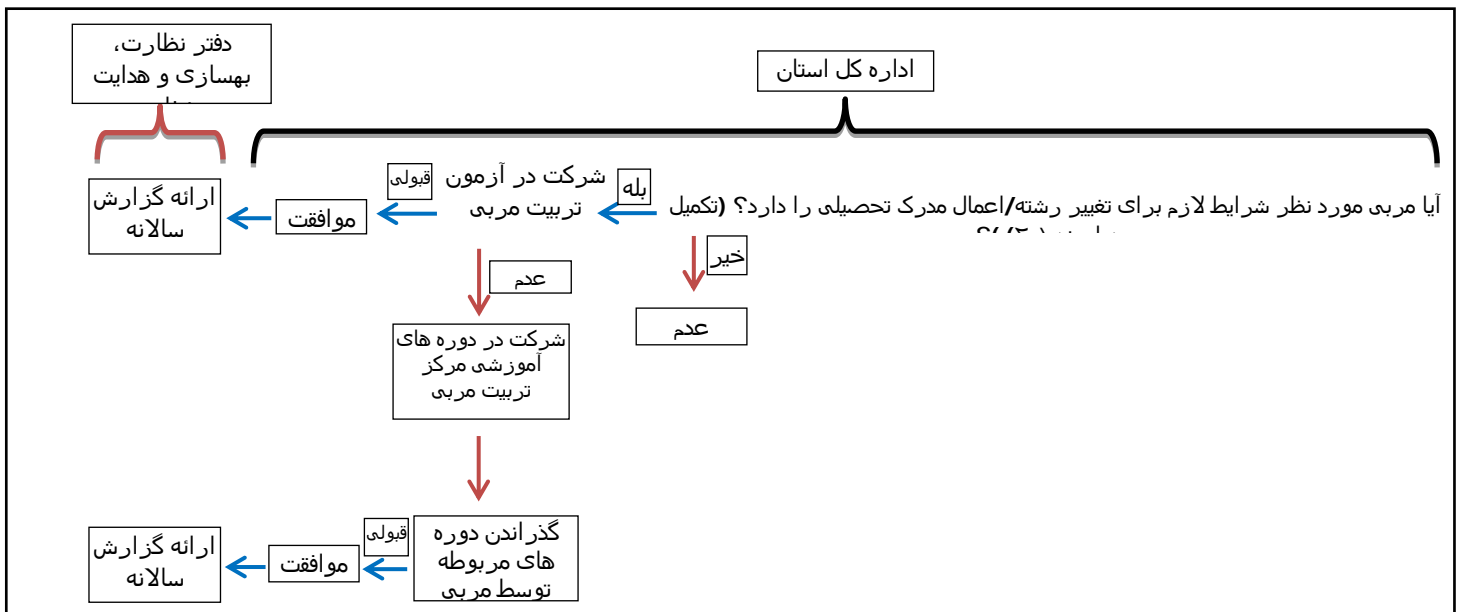 اداره کل استان
دفتر نظارت،
بهسازی و هدایت
آیا مربی مورد نظر شرایط لازم برای تغییر رشته/اعمال مدرک تحصیلی را دارد؟ (تکمیل
بله
خیر
عدم
شرکت در آزمون
تربیت مربی
قبولی
موافقت
ارائه گزارش
سالانه
عدم
شرکت در دوره های
آموزشی مرکز
تربیت مربی
گذراندن دوره
های مربوطه
توسط مربی
قبولی
موافقت
ارائه گزارش
سالانه